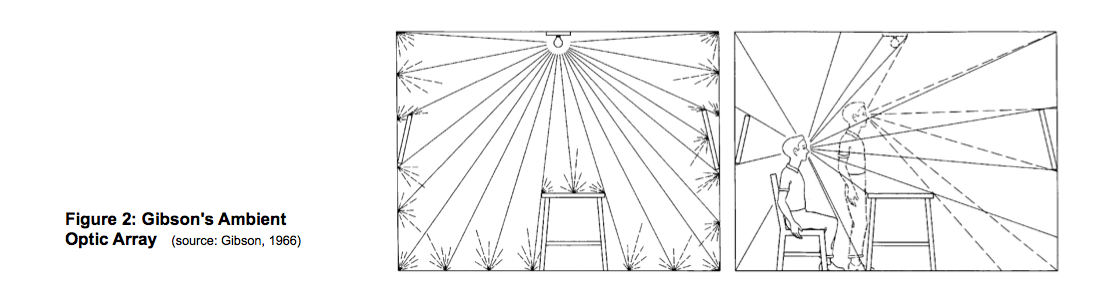 Figure 2: Gibson's Ambient
Optic Array (source: Gibson, 1966)